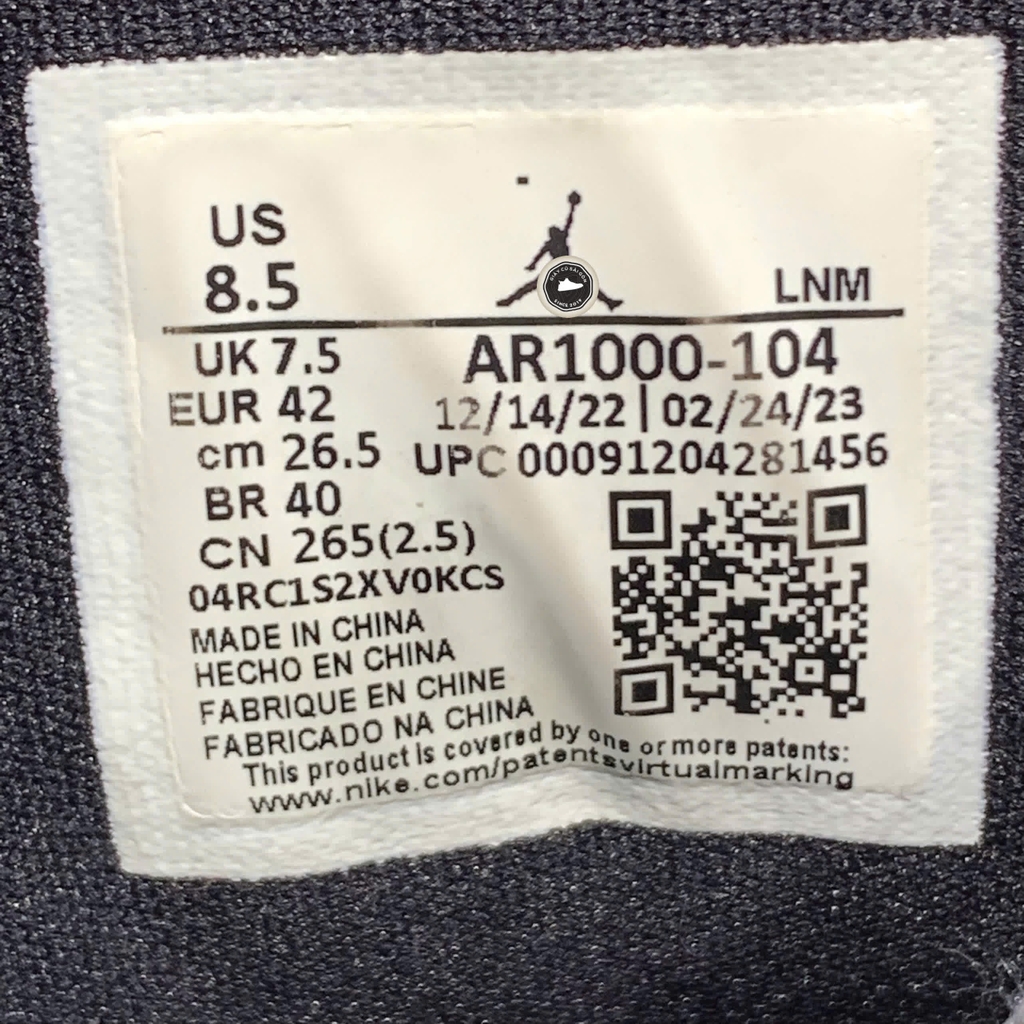 US
8.5
LNM
UK 7.5
AR1000-104
EUR 42
12/14/22 | 02/24/23
cm 26.5
UPC 00091204281456
BR 40
CN 265(2.5)
04RC1S2XV0KCS
MADE IN CHINA
HECHO EN CHINA
FABRIQUE EN CHINE
FABRICADO NA CHINA
This product is covered by one or more patents:
www.nike.com/patentsvirtualmarking